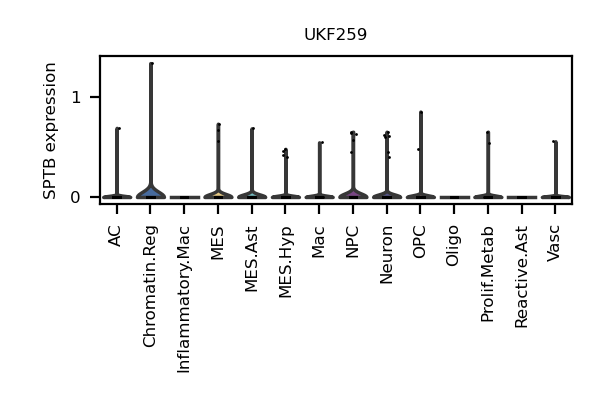 UKF259
SPTB expression
1
0
AC
Chromatin.Reg
Inflammatory.Mac
MES
MES.Ast
MES.Hyp
Mac
NPC
Neuron
OPC
Oligo
Prolif.Metab
Reactive.Ast
Vasc